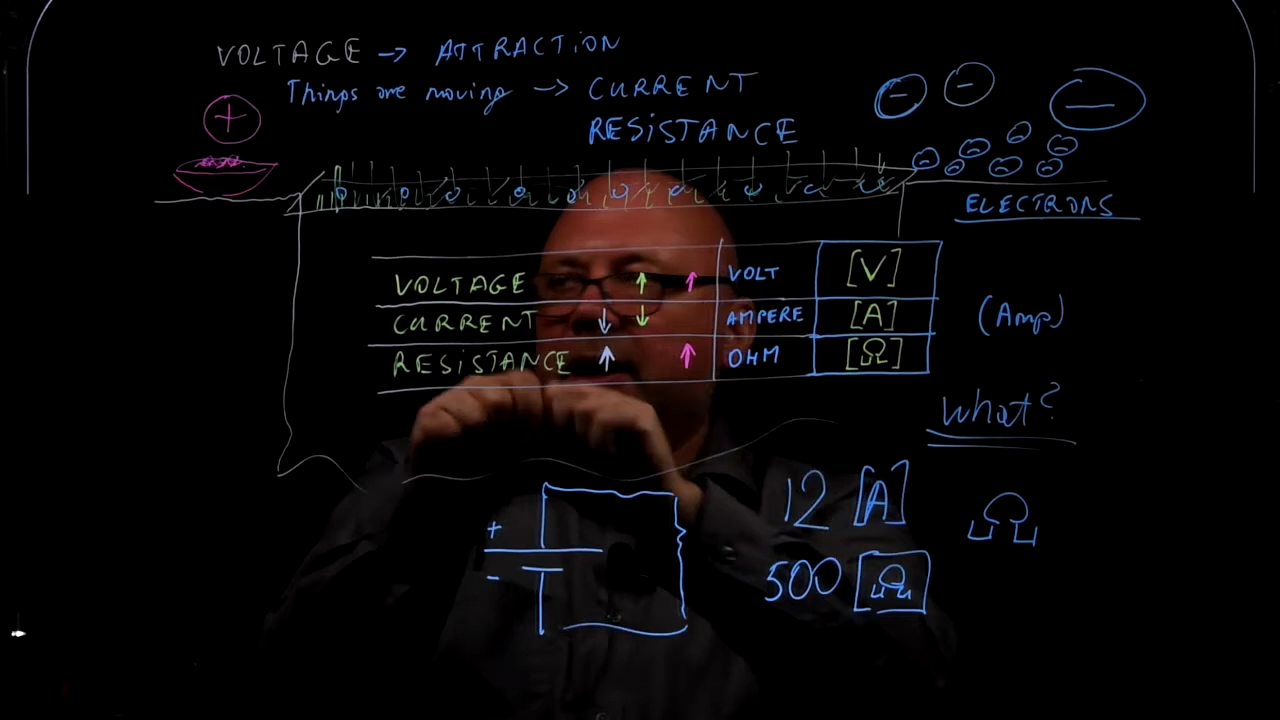 VOLTAGE → ATTRACTION
Things are moving → CURRENT
RESISTANCE
+
− − −
− − − − − − −
ELECTRONS
VOLTAGE ↑ ↑ VOLT [V]
CURRENT ↓ ↓ AMPERE [A] (Amp)
RESISTANCE ↑ ↑ OHM [Ω]
What?
12 [A]
Ω
+
-
500 [Ω]